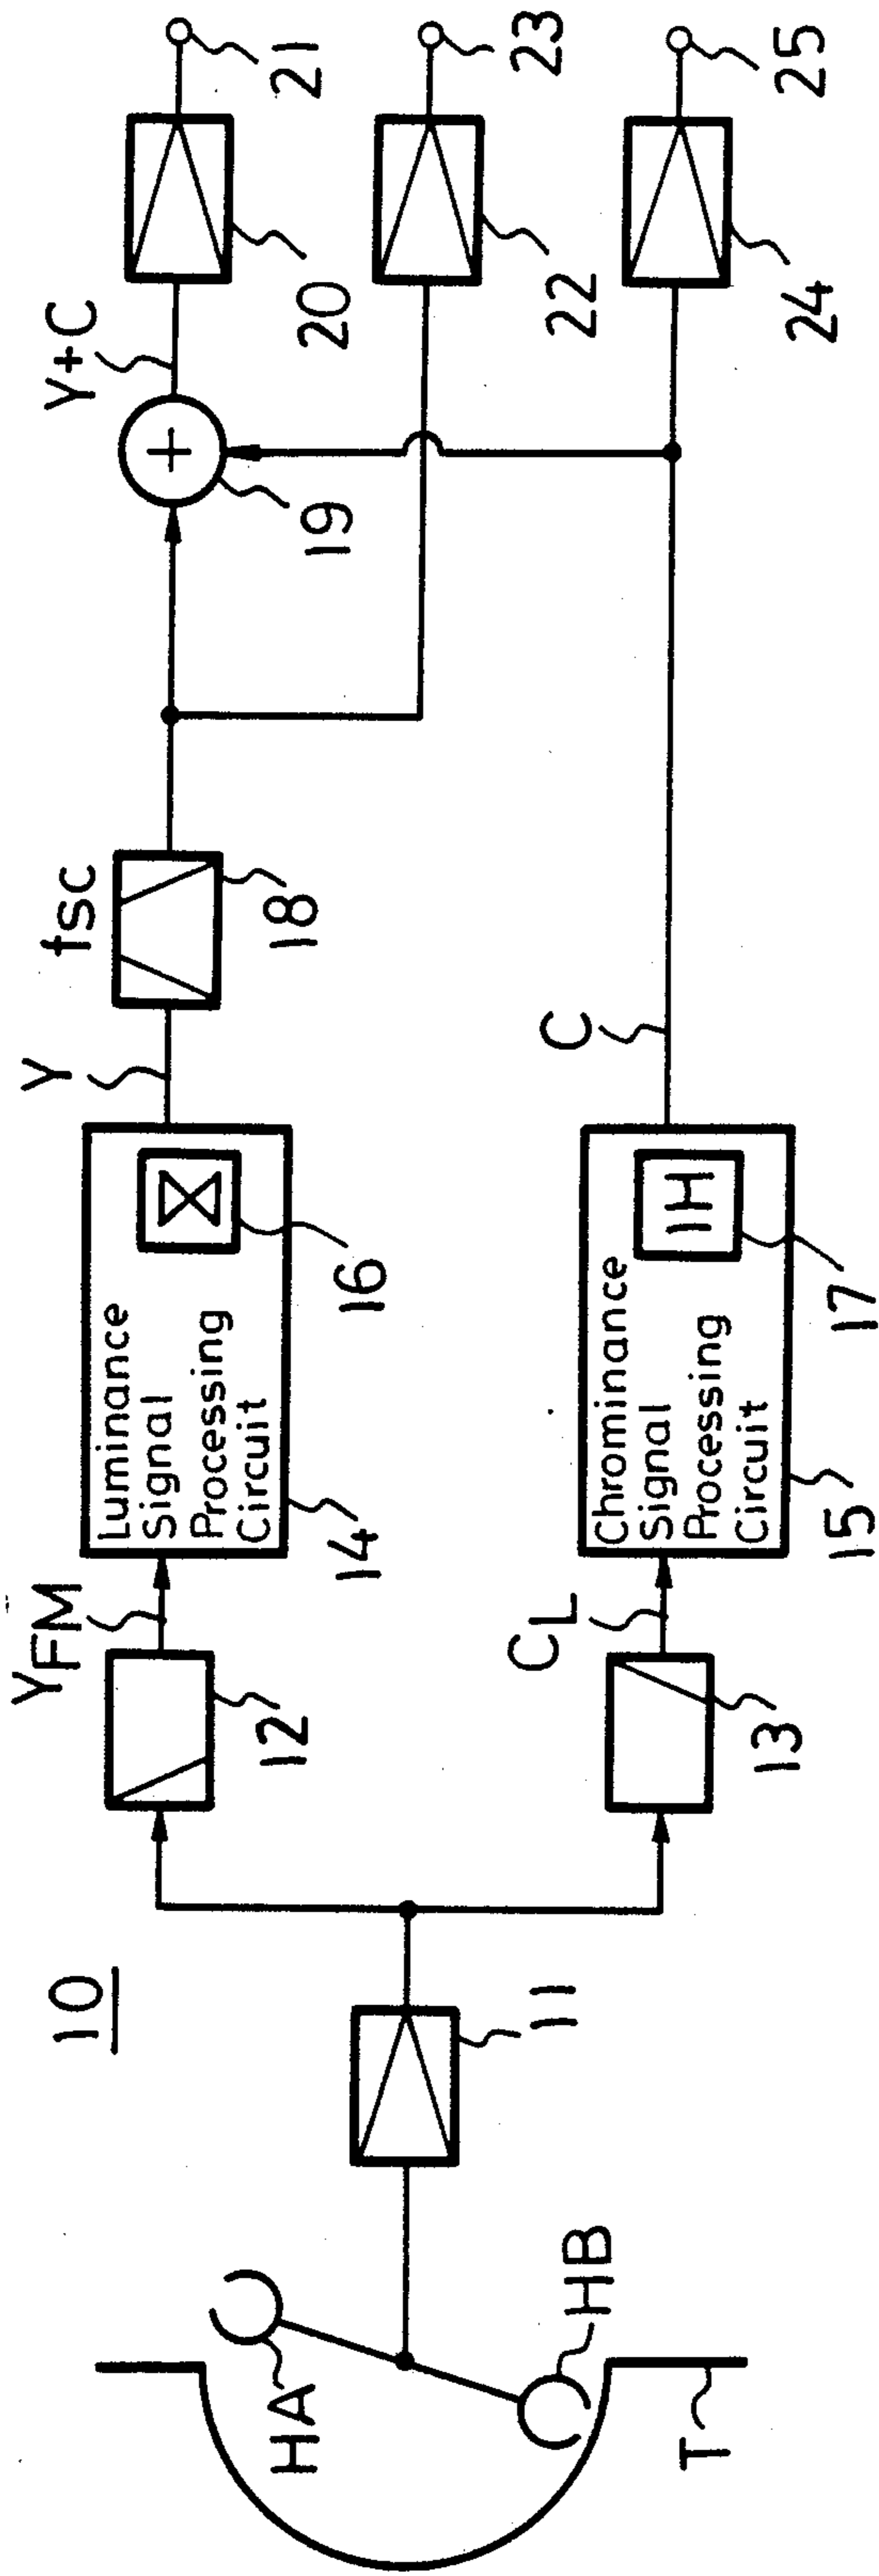 10
HA
HB
T
11
12
YFM
13
CL
Luminance
Signal
Processing
Circuit
14
16
Chrominance
Signal
Processing
Circuit
15
1H
17
Y
fsc
18
C
19
Y+C
20
21
22
23
24
25